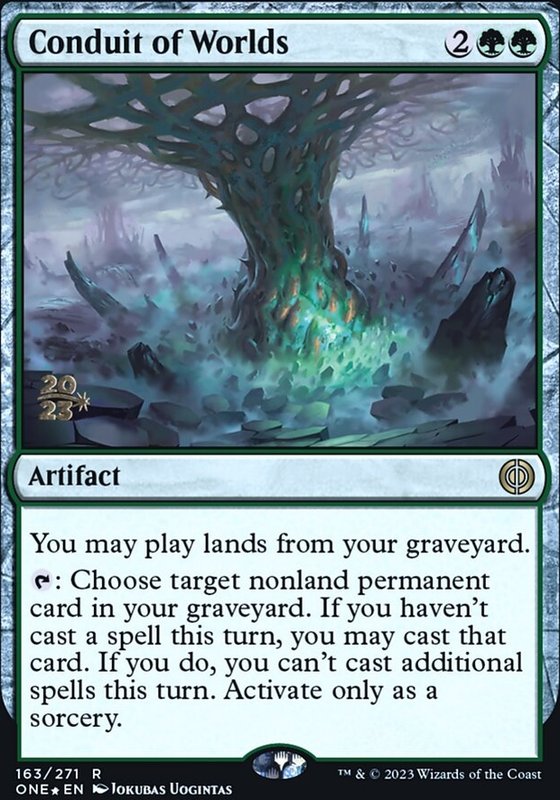 Conduit of Worlds 2
20
23
Artifact
You may play lands from your graveyard.
: Choose target nonland permanent
card in your graveyard. If you haven't
cast a spell this turn, you may cast that
card. If you do, you can't cast additional
spells this turn. Activate only as a
sorcery.
163/271 R
ONE★EN Jokubas Uogintas
™ & © 2023 Wizards of the Coast